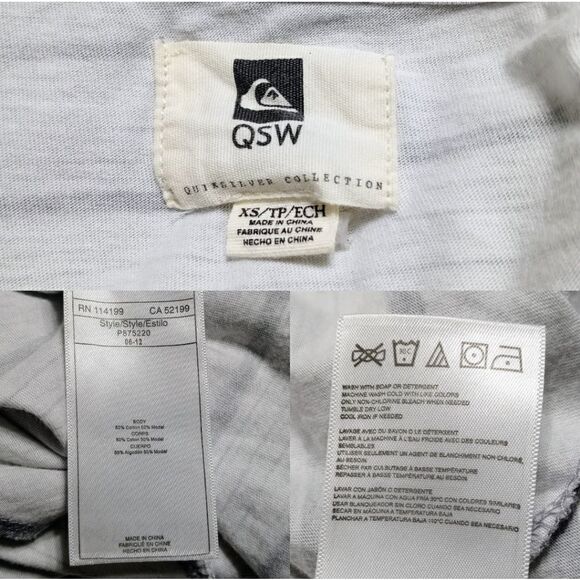 QSW
QUIKSILVER COLLECTION
XS/TP/ECH
MADE IN CHINA
FABRIQUE AU CHINE
HECHO EN CHINA
RN 114199 CA 52199
Style/Style/Estilo
P875220
06-12
BODY
50% Cotton 50% Modal
CORPS
50% Coton 50% Modal
CUERPO
50% Algodon 50% Modal
MADE IN CHINA
FABRIQUÉ EN CHINE
HECHO EN CHINA
30C
WASH WITH SOAP OR DETERGENT
MACHINE WASH COLD WITH LIKE COLORS
ONLY NON-CHLORINE BLEACH WHEN NEEDED
TUMBLE DRY LOW
COOL IRON IF NEEDED
LAVAGE AVEC DU SAVON O LE DÉTERGENT
LAVER A LA MACHINE À L'EAU FROIDE AVEC DES COULEURS
SEMBLABLES
UTILISER SEULEMENT UN AGENT DE BLANCHIMENT NON CHLORÉ,
AU BESOIN
SÉCHER PAR CULBUTAGE À BASSE TEMPÉRATURE
REPASSER À BASSE TEMPÉRATURE
AU BESOIN
LAVAR CON JASON O DETERGENT
LAVAR A MAQUINA CON AGUA FRÍA 30°C CON COLORES SIMILARES
USAR BLANQUEADOR SIN CLORO CUANDO SEA NECESARIO
SECAR EN MAQUINA A TEMPERATURA BAJA
PLANCHAR A TEMPERATURA BAJA 110°C CUANDO SEA NECESARIO